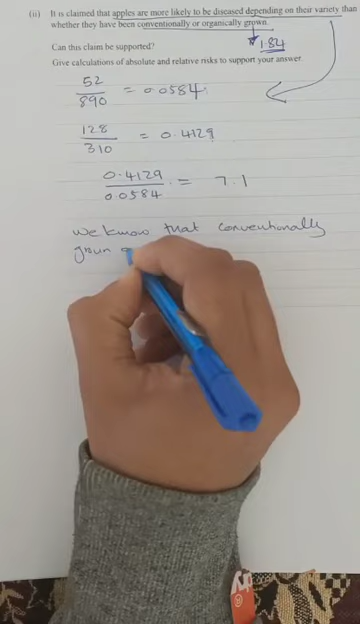 (ii) It is claimed that apples are more likely to be diseased depending on their variety than
whether they have been conventionally or organically grown.
1.84
Can this claim be supported?
Give calculations of absolute and relative risks to support your answer.
52/890 = 0.0584
128/310 = 0.4129
0.4129/0.0584 = 7.1
we know that conventionally